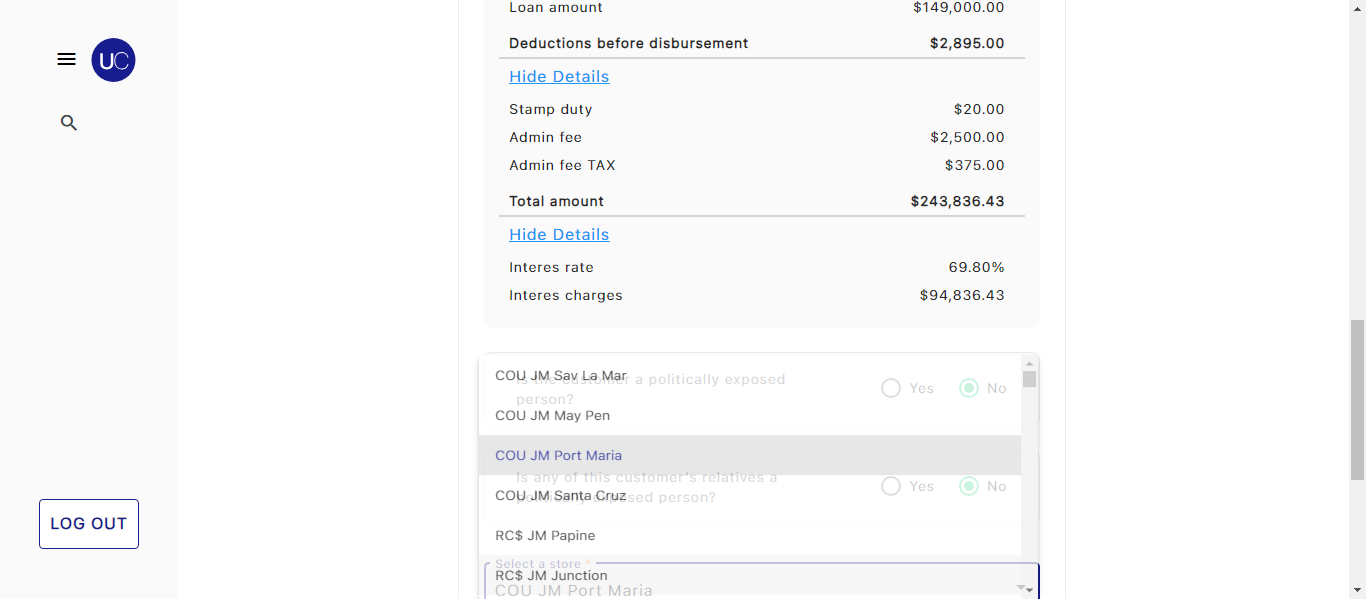 UC
LOG OUT
Loan amount $149,000.00
Deductions before disbursement $2,895.00
Hide Details
Stamp duty $20.00
Admin fee $2,500.00
Admin fee TAX $375.00
Total amount $243,836.43
Hide Details
Interes rate 69.80%
Interes charges $94,836.43
COU JM Sav La Mar
Is the customer a politically exposed
person?
Yes No
COU JM May Pen
COU JM Port Maria
Is any of this customer's relatives a
politically exposed person?
Yes No
COU JM Santa Cruz
RC$ JM Papine
Select a store *
RC$ JM Junction
COU JM Port Maria